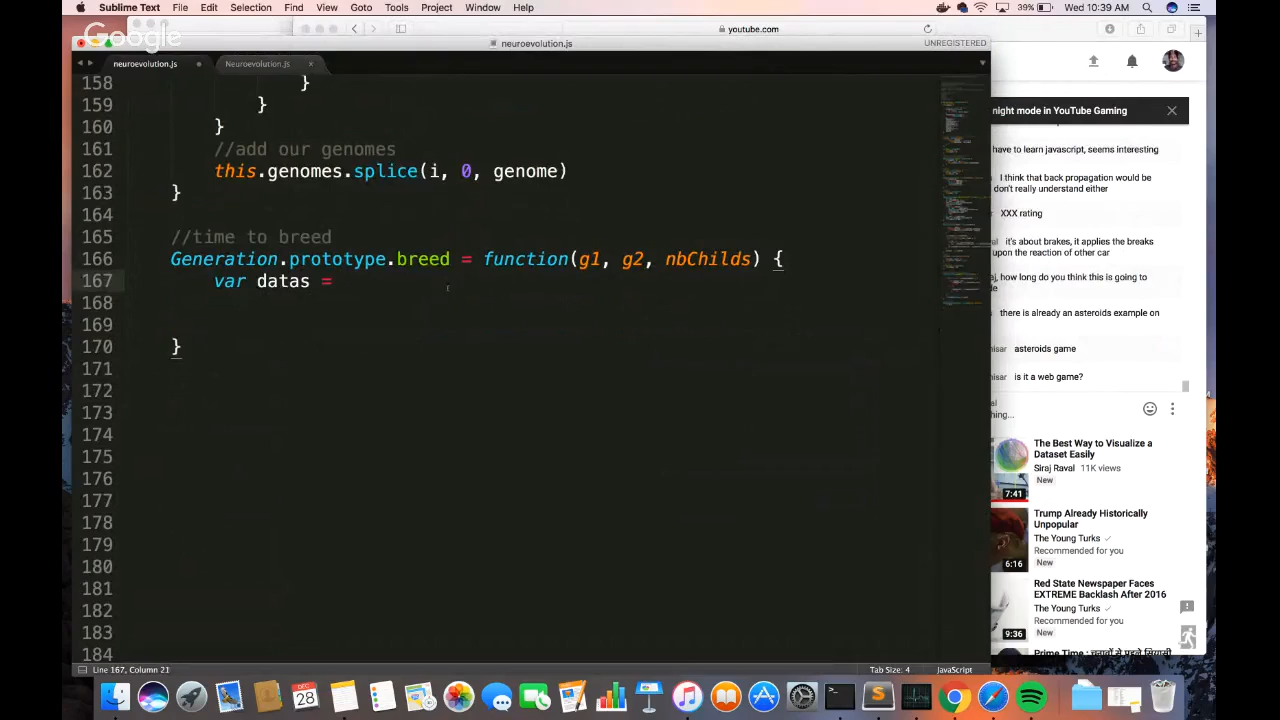 Sublime Text File Edit Selection Find View Goto Tools Project Window Help
39% Wed 10:39 AM
Google
youtube.com
neuroevolution.js
UNREGISTERED
neuroevolution.js
Neuroevolution.js
158 }
159 }
160 }
161 //add our genomes
162 this.genomes.splice(i, 0, genome)
163 }
164
165 //time to breed
166 Generation.prototype.breed = function(g1, g2, nbChilds) {
167 var datas =
168
169
170 }
171
172
173
174
175
176
177
178
179
180
181
182
183
184
Line 167, Column 21
Tab Size: 4
JavaScript
night mode in YouTube Gaming
have to learn javascript, seems interesting
I think that back propagation would be
don't really understand either
XXX rating
it's about brakes, it applies the breaks
upon the reaction of other car
how long do you think this is going to
there is already an asteroids example on
asteroids game
is it a web game?
The Best Way to Visualize a
Dataset Easily
Siraj Raval 11K views
New
7:41
Trump Already Historically
Unpopular
The Young Turks
Recommended for you
New
6:16
Red State Newspaper Faces
EXTREME Backlash After 2016
The Young Turks
Recommended for you
New
9:36
DEC
28